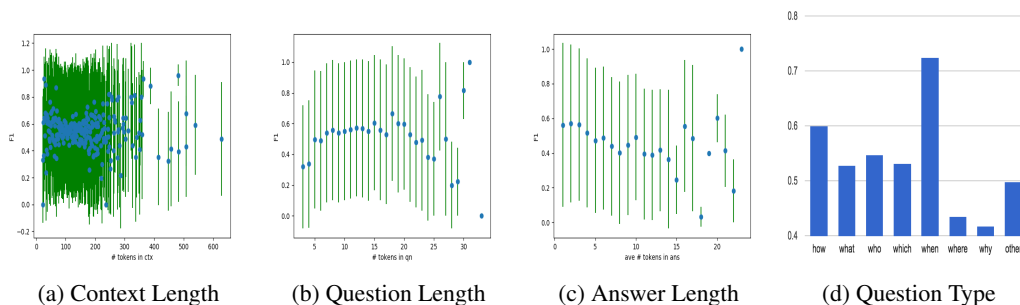 F1
1.2
1.0
0.8
0.6
0.4
0.2
0.0
−0.2
0 100 200 300 400 500 600
# tokens in ctx
F1
1.0
0.8
0.6
0.4
0.2
0.0
5 10 15 20 25 30
# tokens in qn
F1
1.0
0.8
0.6
0.4
0.2
0.0
0 5 10 15 20
ave # tokens in ans
0.8
0.7
0.6
0.5
0.4
how what who which when where why other
(a) Context Length (b) Question Length (c) Answer Length (d) Question Type